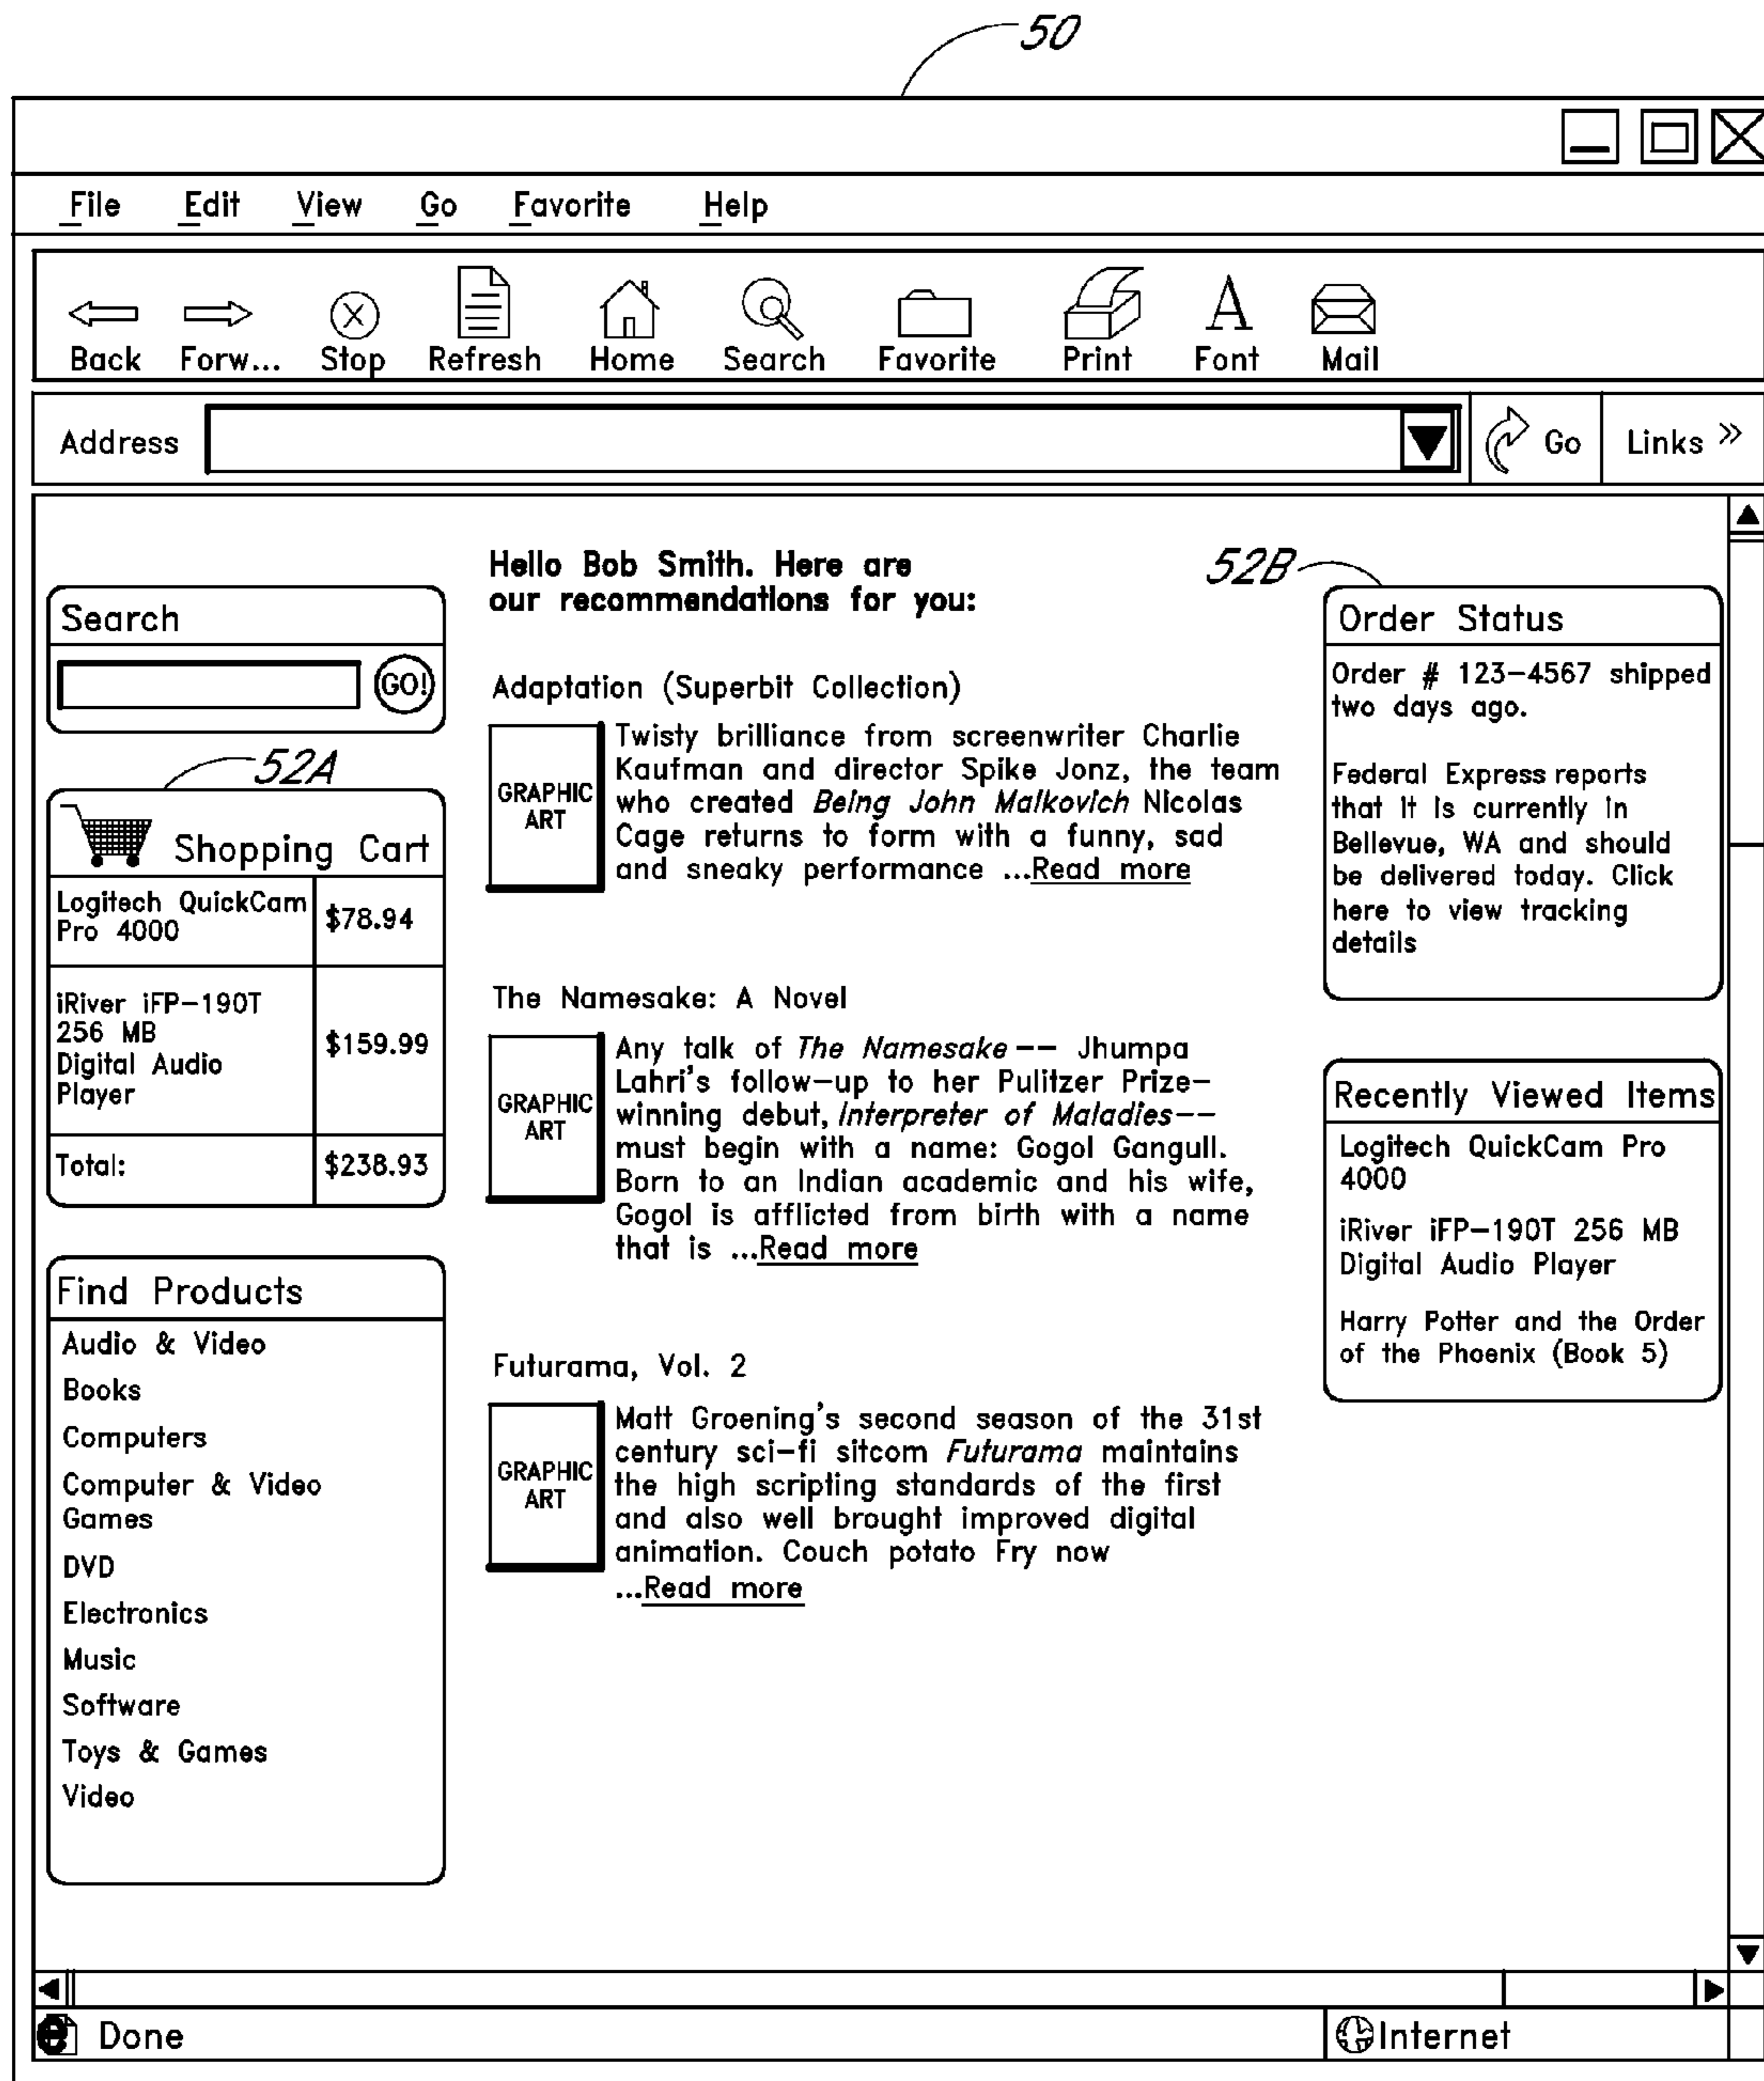 50
File Edit View Go Favorite Help
Back Forw... Stop Refresh Home Search Favorite Print Font Mail
Address Go Links »
Search
GO!
52A
Shopping Cart
Logitech QuickCam $78.94
Pro 4000
iRiver iFP-190T
256 MB $159.99
Digital Audio
Player
Total: $238.93
Find Products
Audio & Video
Books
Computers
Computer & Video
Games
DVD
Electronics
Music
Software
Toys & Games
Video
Hello Bob Smith. Here are
our recommendations for you:
Adaptation (Superbit Collection)
GRAPHIC
ART
Twisty brilliance from screenwriter Charlie
Kaufman and director Spike Jonz, the team
who created Being John Malkovich Nicolas
Cage returns to form with a funny, sad
and sneaky performance ...Read more
The Namesake: A Novel
GRAPHIC
ART
Any talk of The Namesake -- Jhumpa
Lahri's follow-up to her Pulitzer Prize-
winning debut, Interpreter of Maladies--
must begin with a name: Gogol Gangull.
Born to an Indian academic and his wife,
Gogol is afflicted from birth with a name
that is ...Read more
Futurama, Vol. 2
GRAPHIC
ART
Matt Groening's second season of the 31st
century sci-fi sitcom Futurama maintains
the high scripting standards of the first
and also well brought improved digital
animation. Couch potato Fry now
...Read more
52B
Order Status
Order # 123-4567 shipped
two days ago.
Federal Express reports
that it is currently in
Bellevue, WA and should
be delivered today. Click
here to view tracking
details
Recently Viewed Items
Logitech QuickCam Pro
4000
iRiver iFP-190T 256 MB
Digital Audio Player
Harry Potter and the Order
of the Phoenix (Book 5)
Done Internet